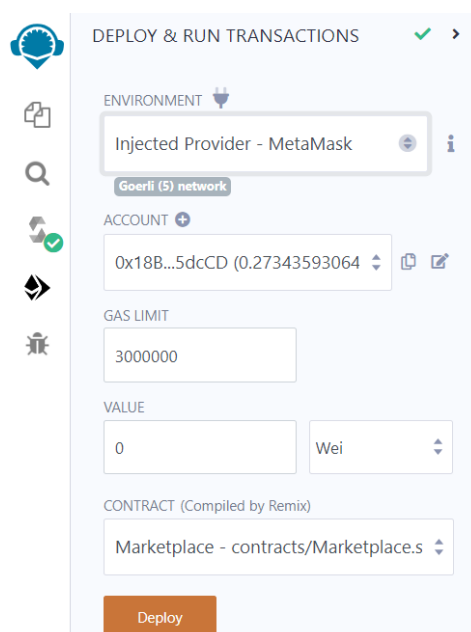 DEPLOY & RUN TRANSACTIONS
ENVIRONMENT
Injected Provider - MetaMask
Goerli (5) network
ACCOUNT
0x18B...5dcCD (0.27343593064
GAS LIMIT
3000000
VALUE
0 Wei
CONTRACT (Compiled by Remix)
Marketplace - contracts/Marketplace.s
Deploy